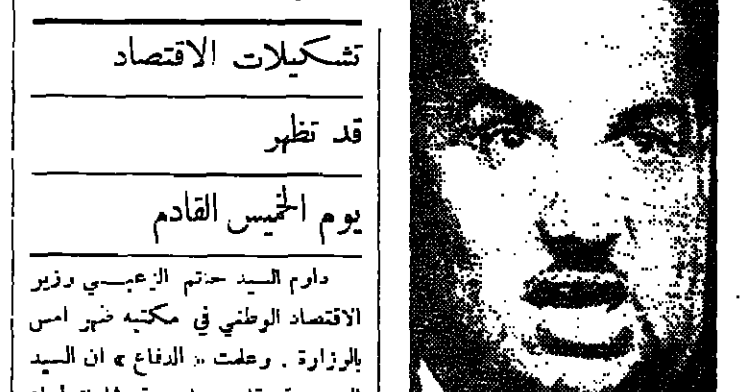 تشكيلات الاقتصاد
قد تظهر
يوم الخميس القادم
داوم السيد حاتم الزعبي وزير
الاقتصاد الوطني في مكتبه ظهر امس
بالوزارة . وعلمت « الدفاع » ان السيد